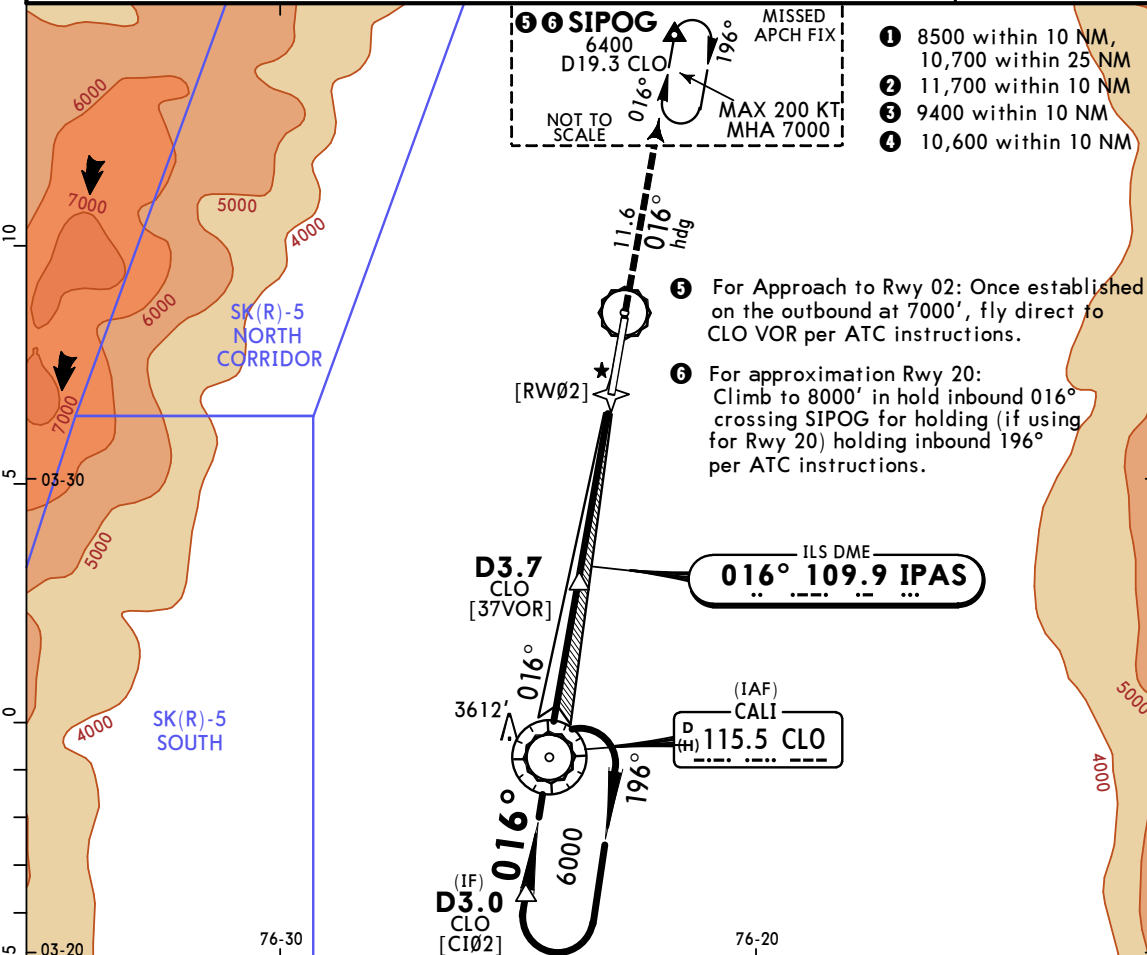 ❺ ❻ SIPOG
6400
D19.3 CLO
016°
196°
MISSED
APCH FIX
NOT TO
SCALE
MAX 200 KT
MHA 7000
❶ 8500 within 10 NM,
10,700 within 25 NM
❷ 11,700 within 10 NM
❸ 9400 within 10 NM
❹ 10,600 within 10 NM
6000
7000
5000
4000
6000
10
11.6
016°
hdg
SK(R)-5
NORTH
CORRIDOR
❺ For Approach to Rwy 02: Once established
on the outbound at 7000', fly direct to
CLO VOR per ATC instructions.
❻ For approximation Rwy 20:
Climb to 8000' in hold inbound 016°
crossing SIPOG for holding (if using
for Rwy 20) holding inbound 196°
per ATC instructions.
[RWØ2]
7000
5
03-30
5000
D3.7
CLO
[37VOR]
ILS DME
016° 109.9 IPAS
016°
3612'
0
4000
SK(R)-5
SOUTH
(IAF)
CALI
D
(H) 115.5 CLO
196°
016°
6000
5000
4000
(IF)
D3.0
CLO
[CIØ2]
76-30
76-20
5
03-20